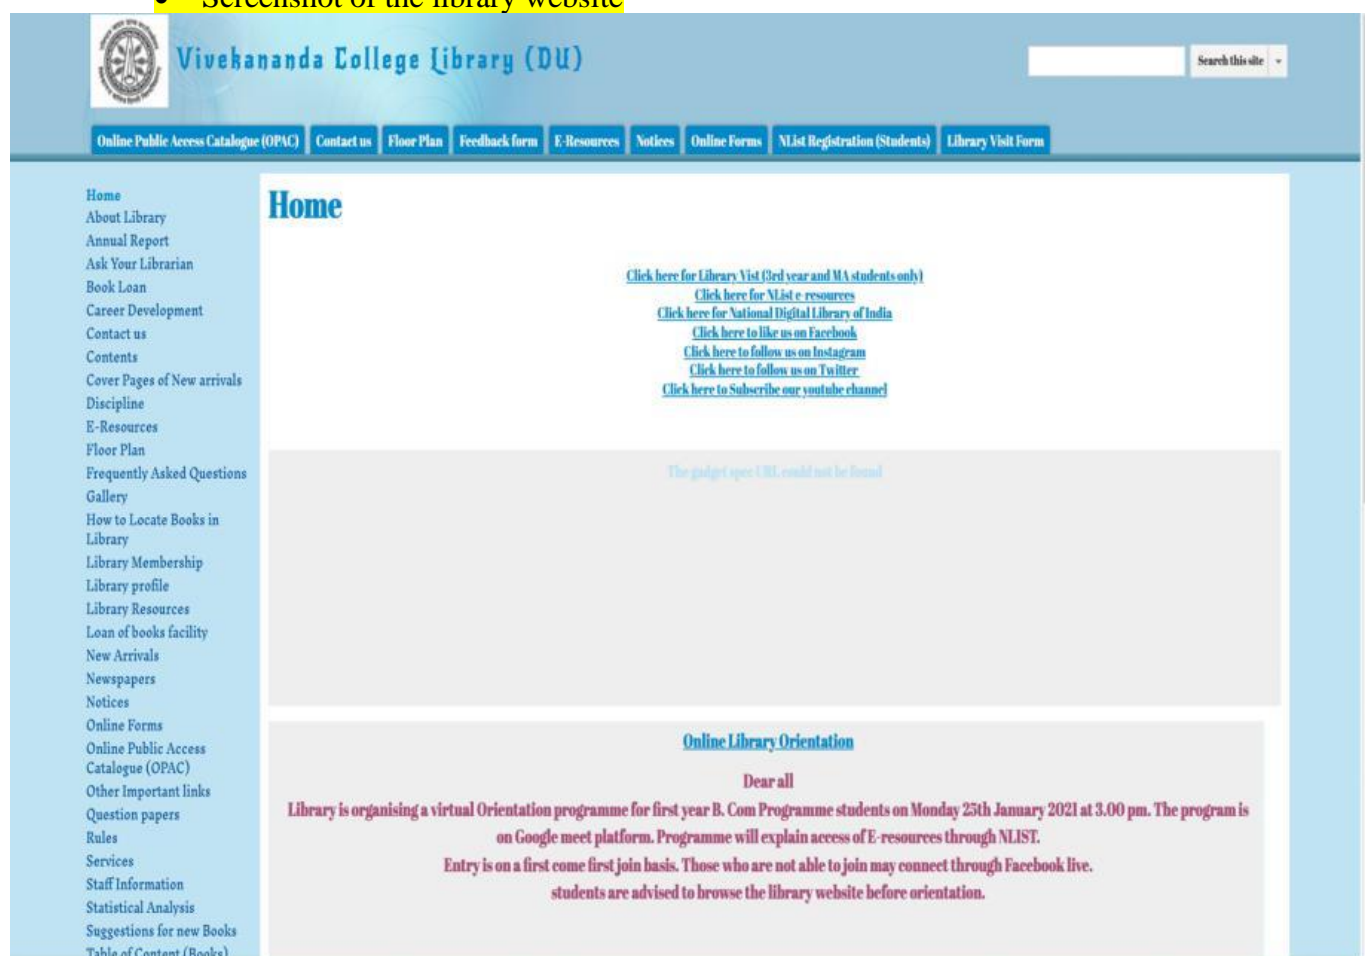 • Screenshot of the library website
Vivekananda College Library (DU)
Search this site
Online Public Access Catalogue (OPAC) Contact us Floor Plan Feedback form E-Resources Notices Online Forms NList Registration (Students) Library Visit Form
Home
About Library
Annual Report
Ask Your Librarian
Book Loan
Career Development
Contact us
Contents
Cover Pages of New arrivals
Discipline
E-Resources
Floor Plan
Frequently Asked Questions
Gallery
How to Locate Books in
Library
Library Membership
Library profile
Library Resources
Loan of books facility
New Arrivals
Newspapers
Notices
Online Forms
Online Public Access
Catalogue (OPAC)
Other Important links
Question papers
Rules
Services
Staff Information
Statistical Analysis
Suggestions for new Books
Table of Content (Books)
Home
Click here for Library Vist (3rd year and MA students only)
Click here for NList e-resources
Click here for National Digital Library of India
Click here to like us on Facebook
Click here to follow us on Instagram
Click here to follow us on Twitter
Click here to Subscribe our youtube channel
The gadget spec URL could not be found
Online Library Orientation
Dear all
Library is organising a virtual Orientation programme for first year B. Com Programme students on Monday 25th January 2021 at 3.00 pm. The program is
on Google meet platform. Programme will explain access of E-resources through NLIST.
Entry is on a first come first join basis. Those who are not able to join may connect through Facebook live.
students are advised to browse the library website before orientation.